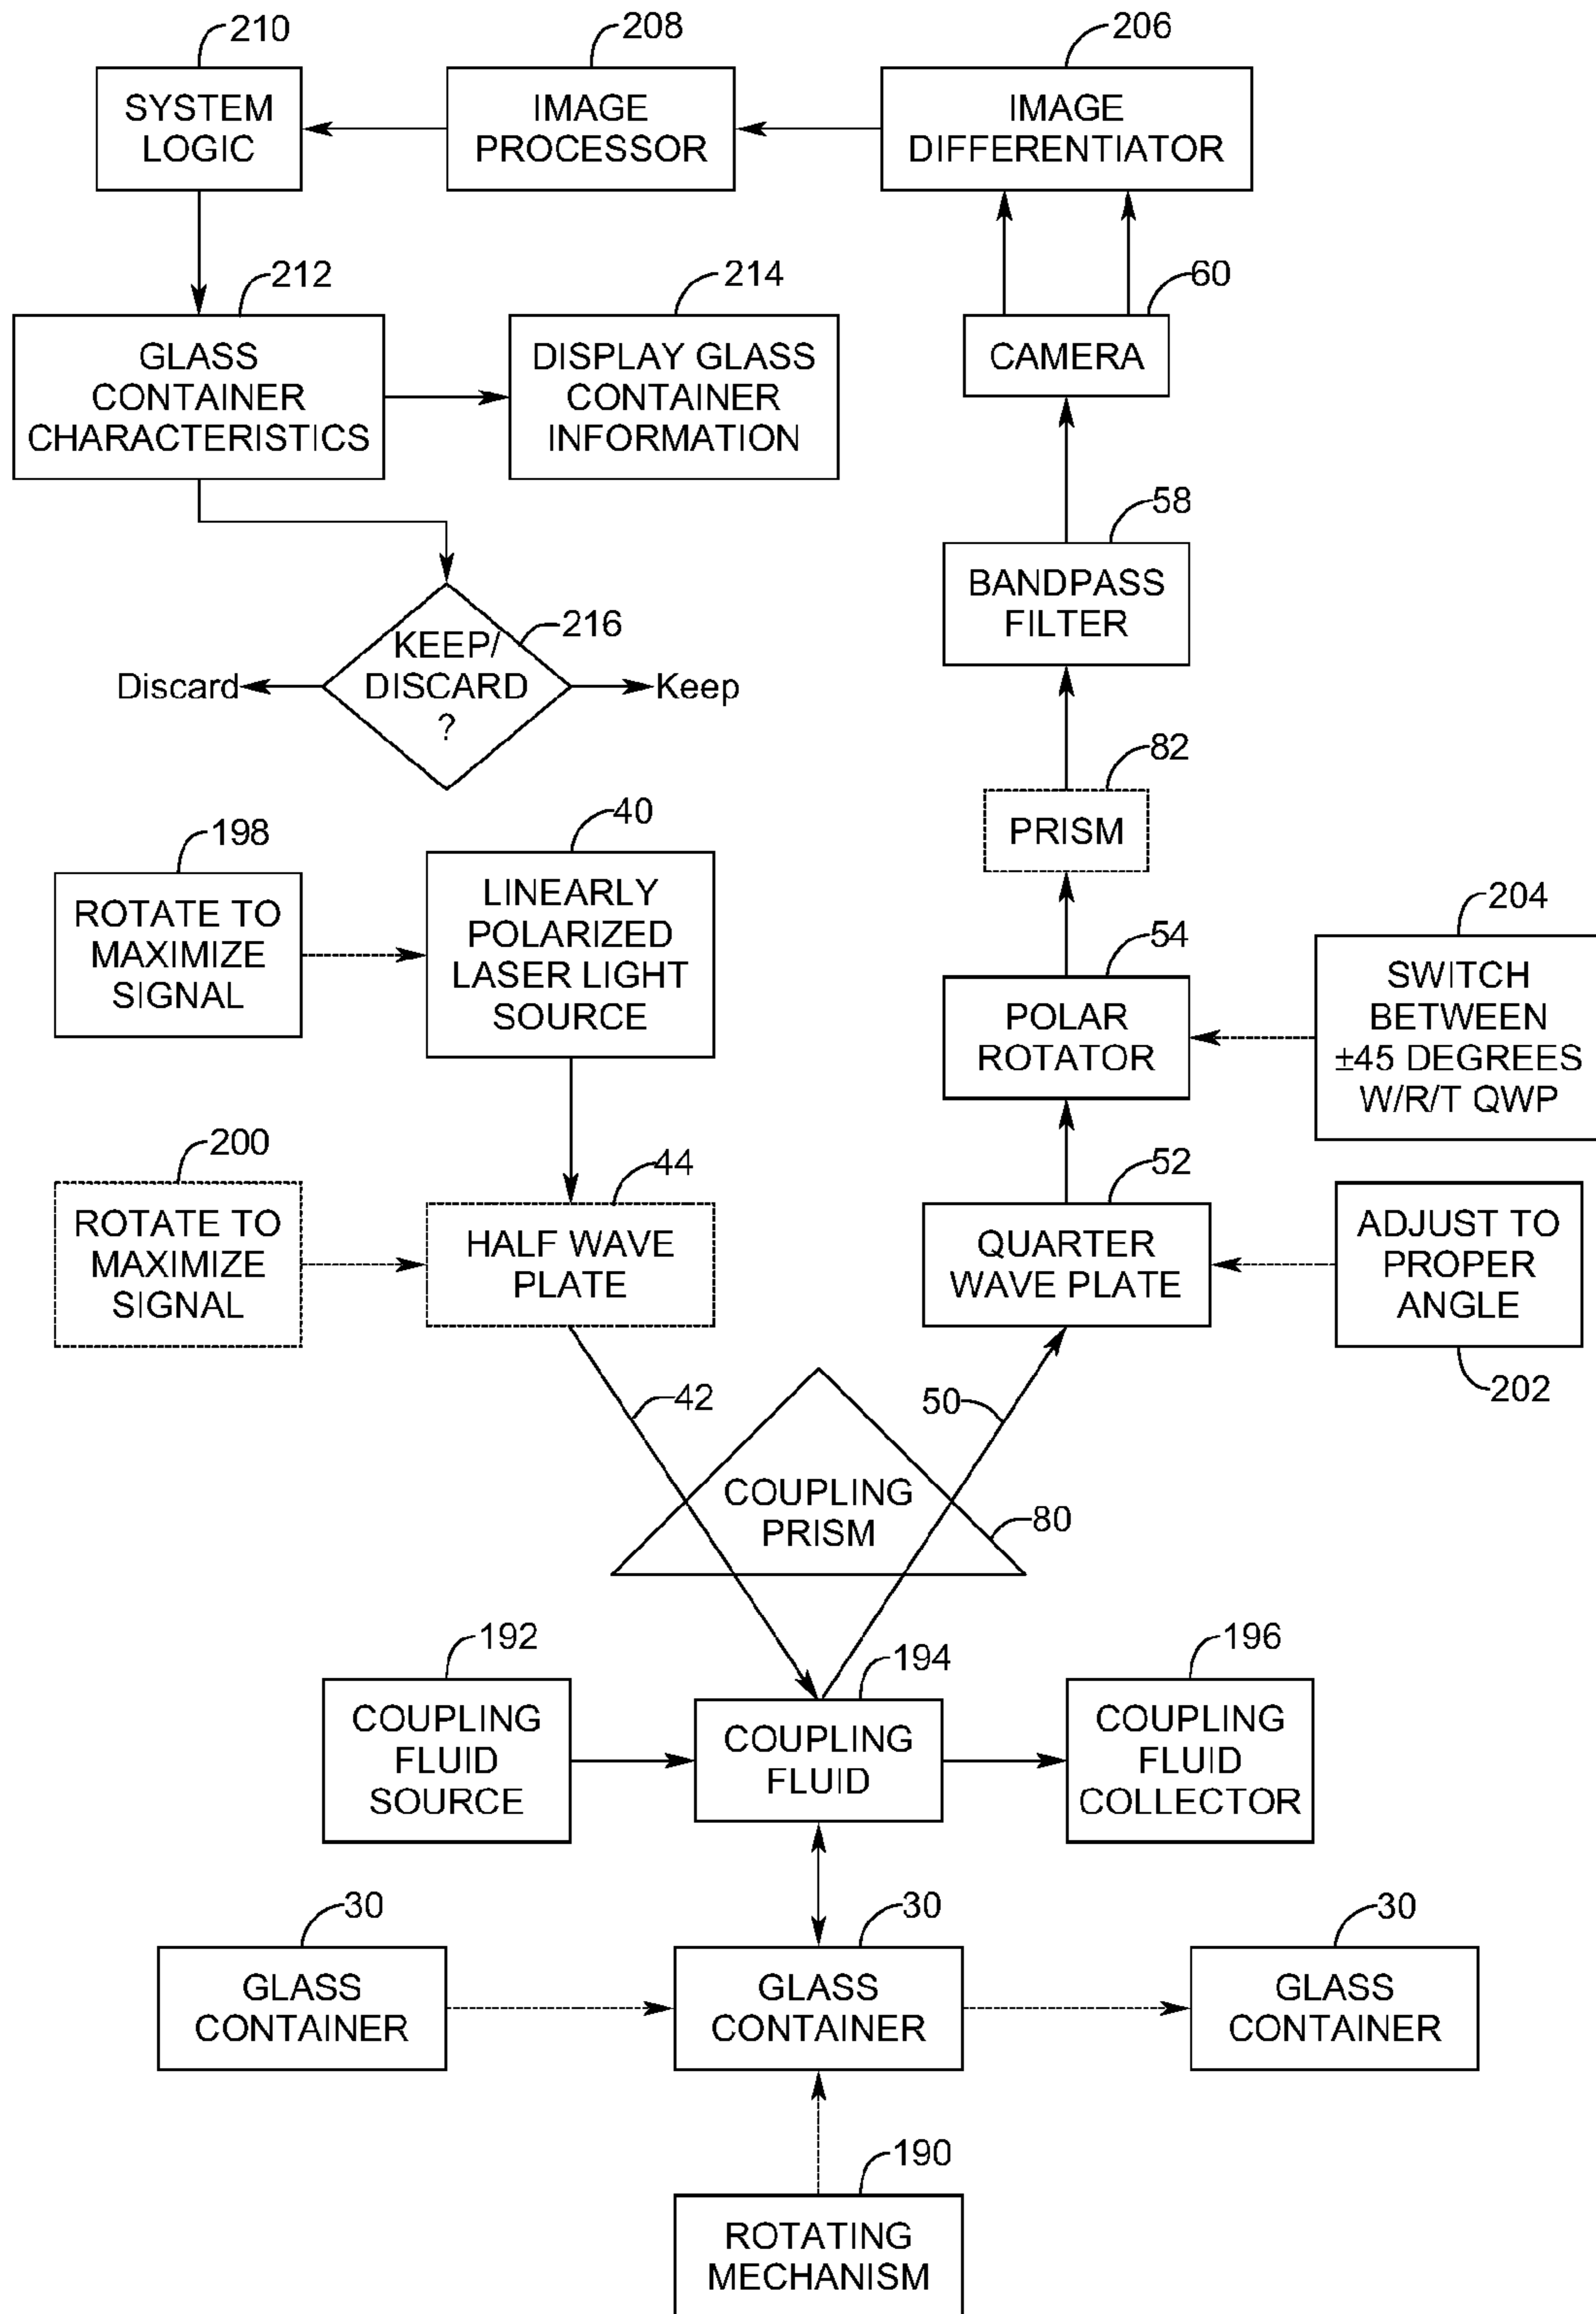 210
208
206
SYSTEM
LOGIC
IMAGE
PROCESSOR
IMAGE
DIFFERENTIATOR
212
214
60
GLASS
CONTAINER
CHARACTERISTICS
DISPLAY GLASS
CONTAINER
INFORMATION
CAMERA
58
BANDPASS
FILTER
216
KEEP/
DISCARD
?
Discard
Keep
82
PRISM
198
40
ROTATE TO
MAXIMIZE
SIGNAL
LINEARLY
POLARIZED
LASER LIGHT
SOURCE
54
204
POLAR
ROTATOR
SWITCH
BETWEEN
±45 DEGREES
W/R/T QWP
200
44
52
ROTATE TO
MAXIMIZE
SIGNAL
HALF WAVE
PLATE
QUARTER
WAVE PLATE
ADJUST TO
PROPER
ANGLE
202
42
50
COUPLING
PRISM
80
192
194
196
COUPLING
FLUID
SOURCE
COUPLING
FLUID
COUPLING
FLUID
COLLECTOR
30
30
30
GLASS
CONTAINER
GLASS
CONTAINER
GLASS
CONTAINER
190
ROTATING
MECHANISM